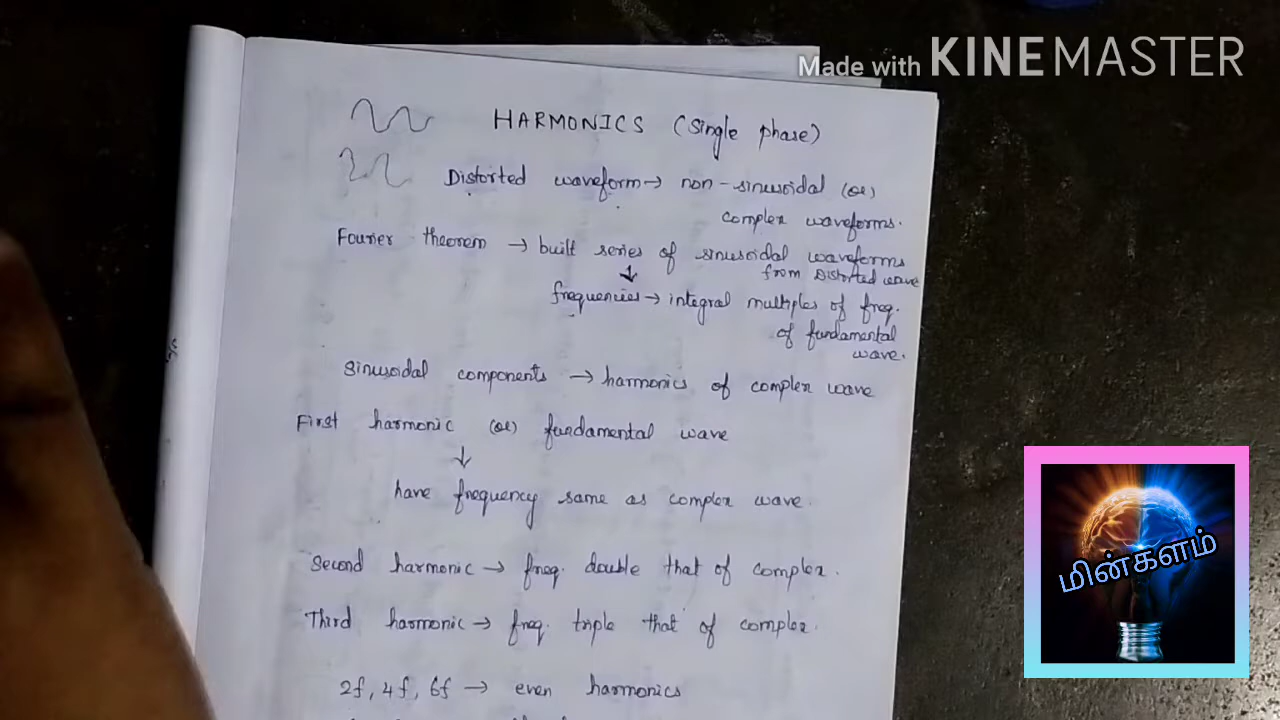 Made with KINEMASTER
HARMONICS (Single phase)
Distorted waveform → non-sinusoidal (or)
complex waveforms.
Fourier theorem → built series of sinusoidal waveforms
from Distorted wave
↓
frequencies → integral multiples of freq.
of fundamental
wave.
Sinusoidal components → harmonics of complex wave
First harmonic (or) fundamental wave
↓
have frequency same as complex wave.
Second harmonic → freq. double that of complex.
Third harmonic → freq. triple that of complex.
2f, 4f, 6f → even harmonics
மின்களம்